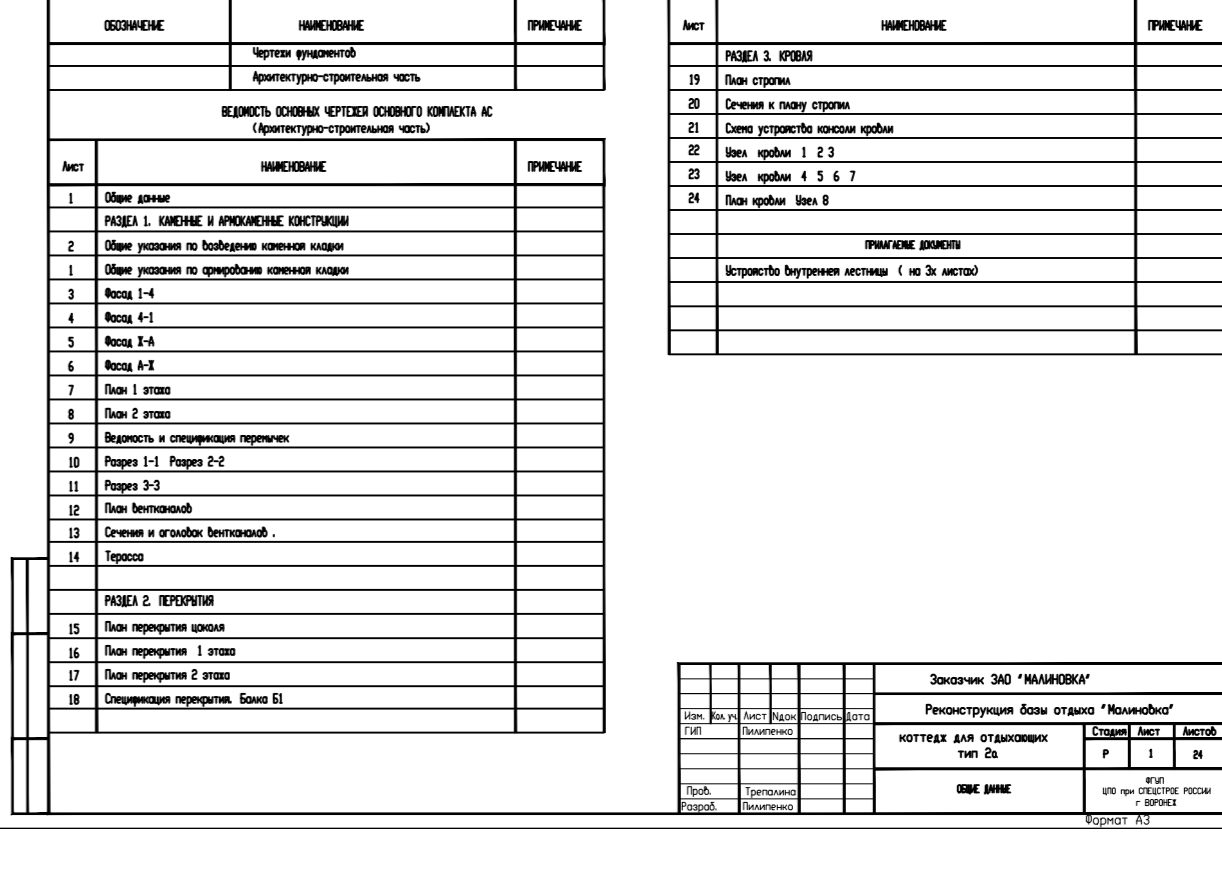 ОБОЗНАЧЕНИЕ НАИМЕНОВАНИЕ ПРИМЕЧАНИЕ
Чертежи фундаментов
Архитектурно-строительная часть
ВЕДОМОСТЬ ОСНОВНЫХ ЧЕРТЕЖЕЙ ОСНОВНОГО КОМПЛЕКТА АС
(Архитектурно-строительная часть)
Лист НАИМЕНОВАНИЕ ПРИМЕЧАНИЕ
1 Общие данные
РАЗДЕЛ 1. КАМЕННЫЕ И АРМОКАМЕННЫЕ КОНСТРУКЦИИ
2 Общие указания по возведению каменной кладки
1 Общие указания по армированию каменной кладки
3 Фасад 1-4
4 Фасад 4-1
5 Фасад Ж-А
6 Фасад А-Ж
7 План 1 этажа
8 План 2 этажа
9 Ведомость и спецификация перемычек
10 Разрез 1-1 Разрез 2-2
11 Разрез 3-3
12 План вентканалов
13 Сечения и оголовок вентканалов .
14 Терасса
РАЗДЕЛ 2. ПЕРЕКРЫТИЯ
15 План перекрытия цоколя
16 План перекрытия 1 этажа
17 План перекрытия 2 этажа
18 Спецификация перекрытия. Балка Б1
Лист НАИМЕНОВАНИЕ ПРИМЕЧАНИЕ
РАЗДЕЛ 3. КРОВЛЯ
19 План стропил
20 Сечения к плану стропил
21 Схема устройства консоли кровли
22 Узел кровли 1 2 3
23 Узел кровли 4 5 6 7
24 План кровли Узел 8
ПРИЛАГАЕМЫЕ ДОКУМЕНТЫ
Устройство внутренней лестницы ( на 3х листах)
Заказчик ЗАО "МАЛИНОВКА"
Реконструкция базы отдыха "Малиновка"
Изм. Кол. уч Лист Nдок Подпись Дата
ГИП Пилипенко
коттедж для отдыхающих
тип 2а
Стадия Лист Листов
Р 1 24
Пров. Трепалина
Разраб. Пилипенко
ОБЩИЕ ДАННЫЕ
ФГУП
ЦПО при СПЕЦСТРОЕ РОССИИ
г ВОРОНЕЖ
Формат А3